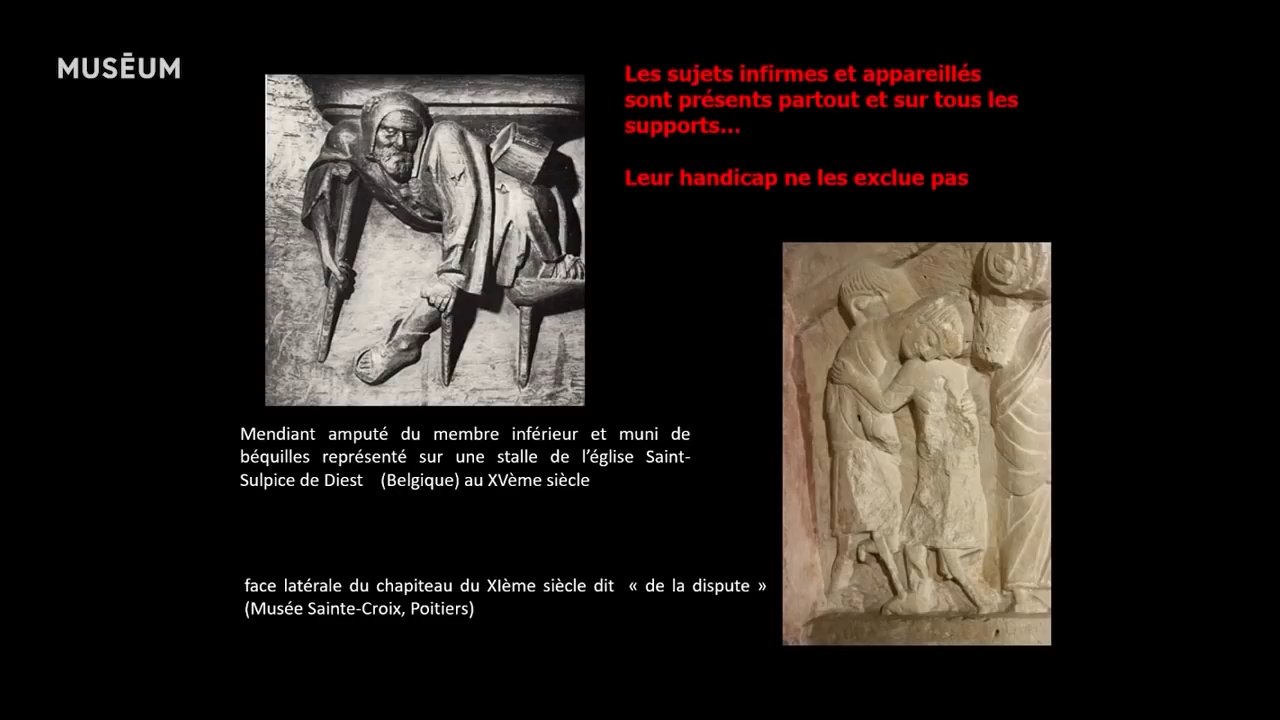 MUSĒUM
Les sujets infirmes et appareillés
sont présents partout et sur tous les
supports...
Leur handicap ne les exclue pas
Mendiant amputé du membre inférieur et muni de
béquilles représenté sur une stalle de l’église Saint-
Sulpice de Diest (Belgique) au XVème siècle
face latérale du chapiteau du XIème siècle dit « de la dispute »
(Musée Sainte-Croix, Poitiers)